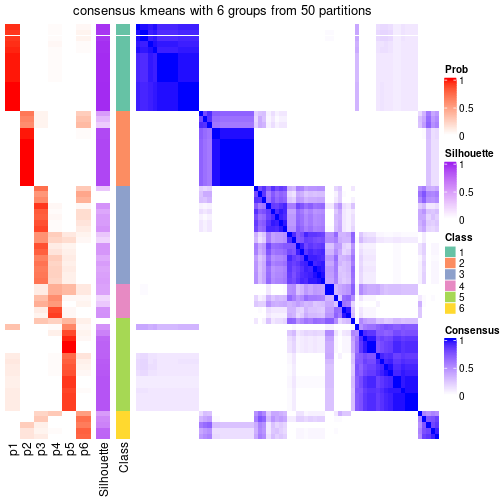 consensus kmeans with 6 groups from 50 partitions
Prob
1
0.5
0
Silhouette
1
0.5
0
Class
1
2
3
4
5
6
Consensus
1
0.5
0
p1
p2
p3
p4
p5
p6
Silhouette
Class